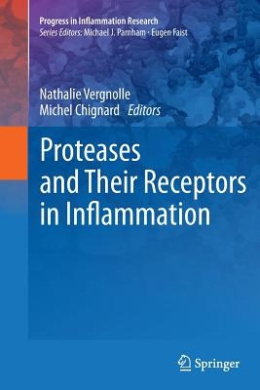 Progress in Inflammation Research
Series Editors: Michael J. Parnham · Eugen Faist
Nathalie Vergnolle
Michel Chignard Editors
Proteases
and Their Receptors
in Inflammation
Springer